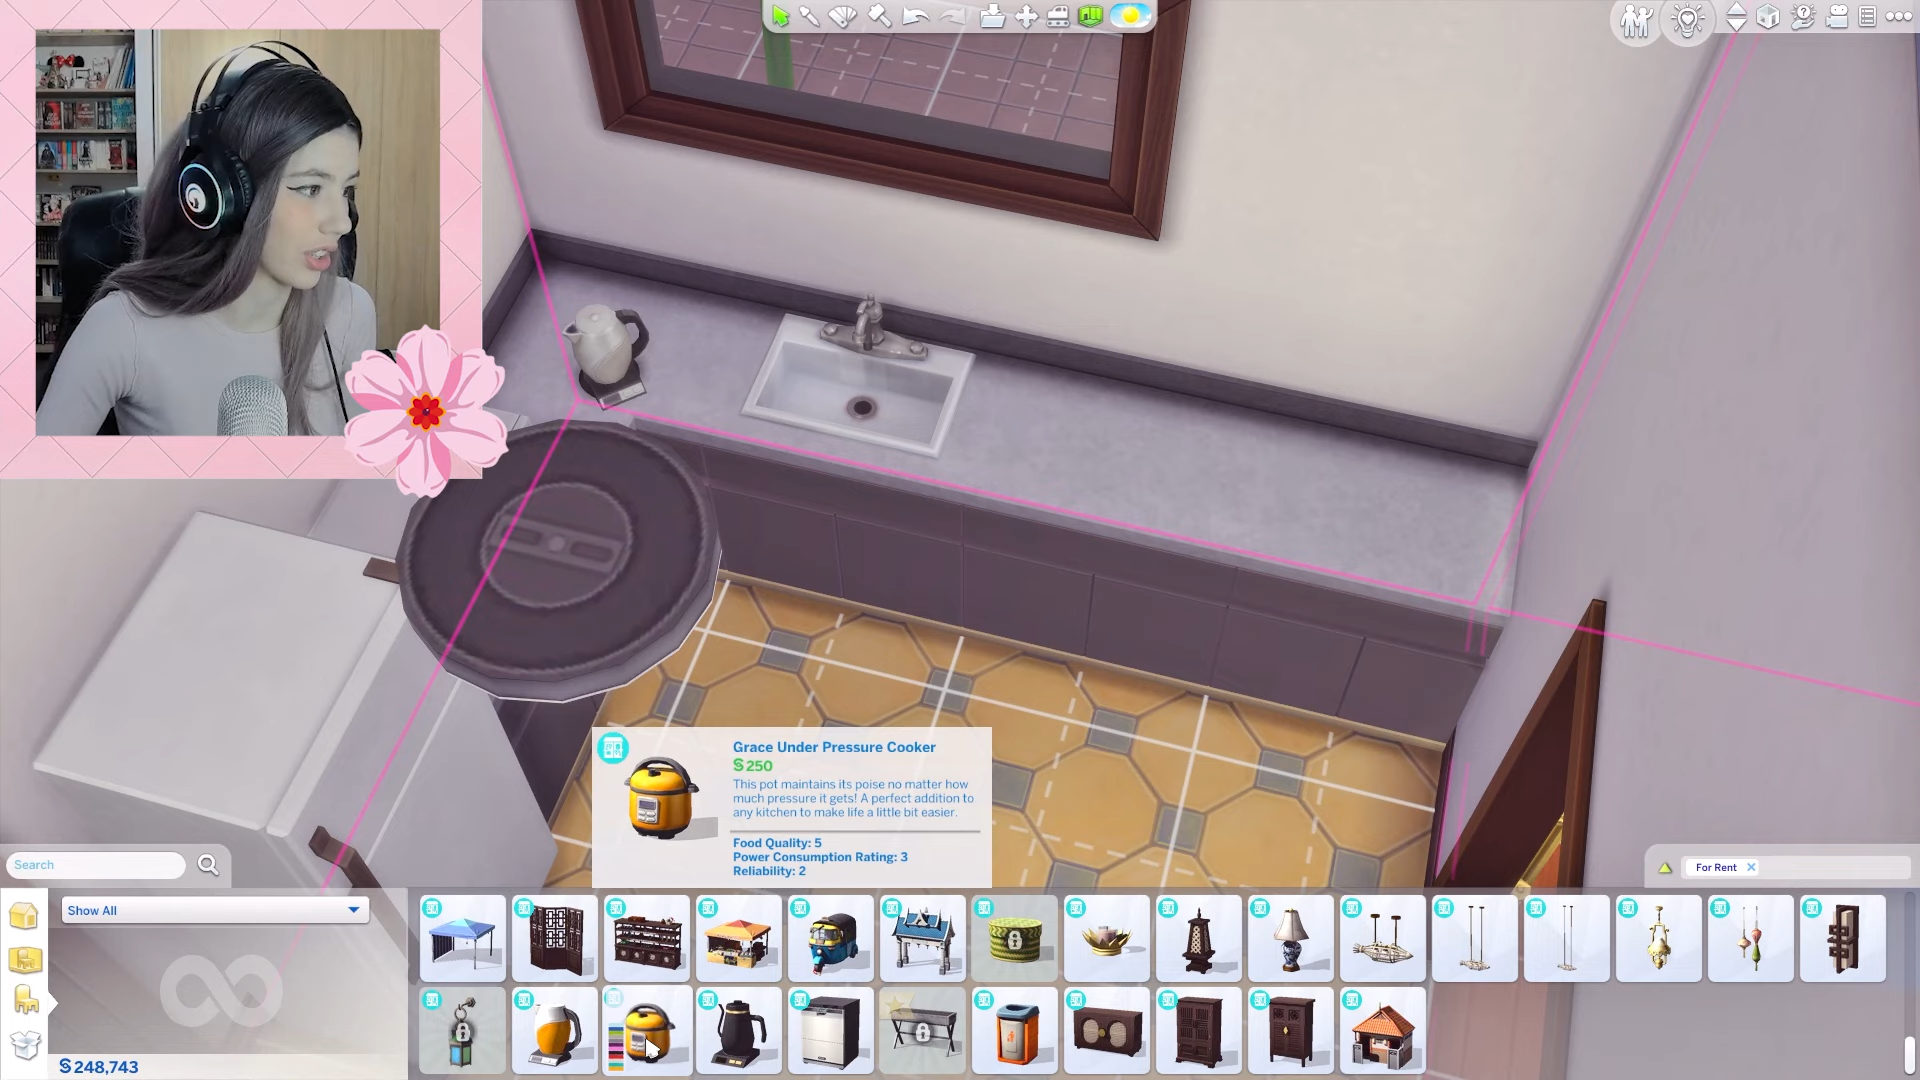 Grace Under Pressure Cooker
§250
This pot maintains its poise no matter how
much pressure it gets! A perfect addition to
any kitchen to make life a little bit easier.
Food Quality: 5
Power Consumption Rating: 3
Reliability: 2
Search
For Rent
Show All
§248,743